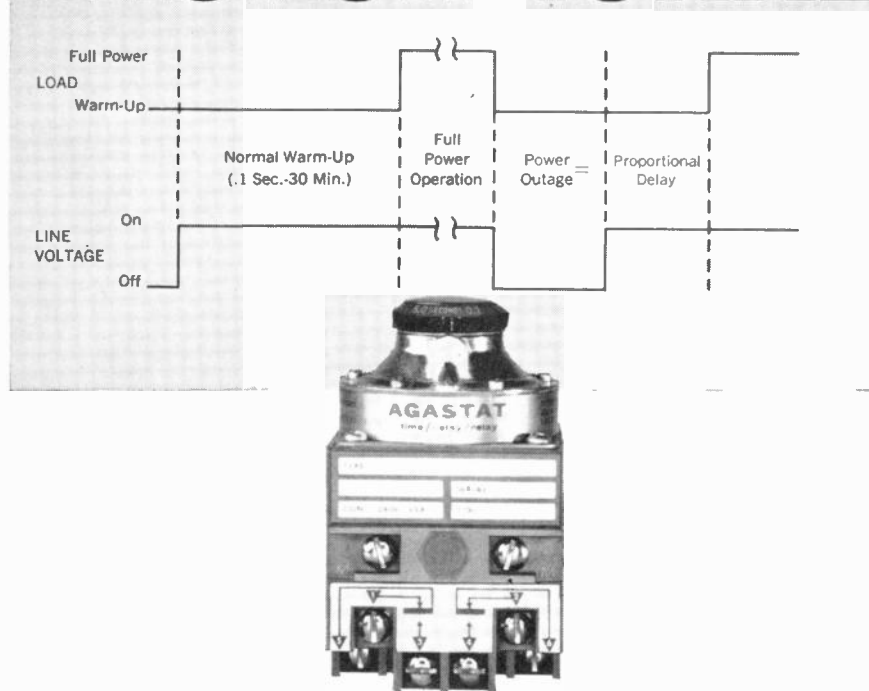 Full Power
LOAD
Warm-Up
Normal Warm-Up
(.1 Sec.-30 Min.)
Full
Power
Operation
Power
Outage =
Proportional
Delay
On
LINE
VOLTAGE
Off
AGASTAT
time/delay/relay